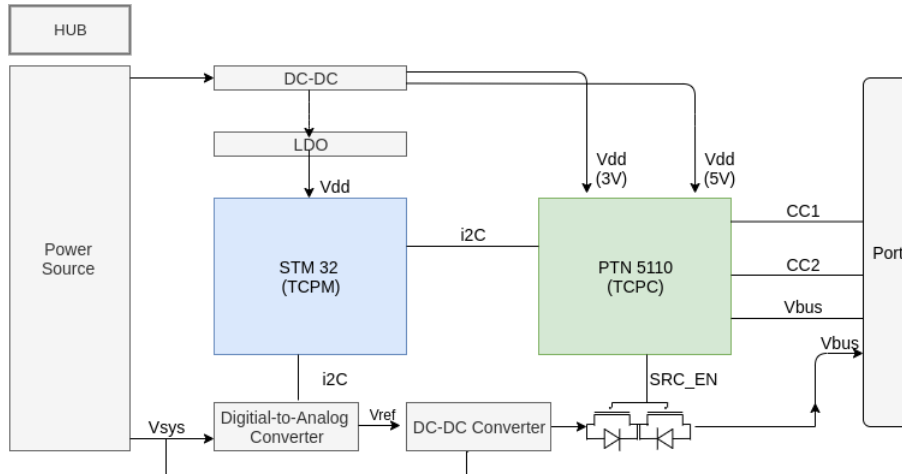 HUB
DC-DC
LDO
Vdd
Vdd
(3V)
Vdd
(5V)
Power
Source
STM 32
(TCPM)
i2C
PTN 5110
(TCPC)
CC1
CC2
Vbus
Port
Vbus
i2C
SRC_EN
Vsys
Digitial-to-Analog
Converter
Vref
DC-DC Converter